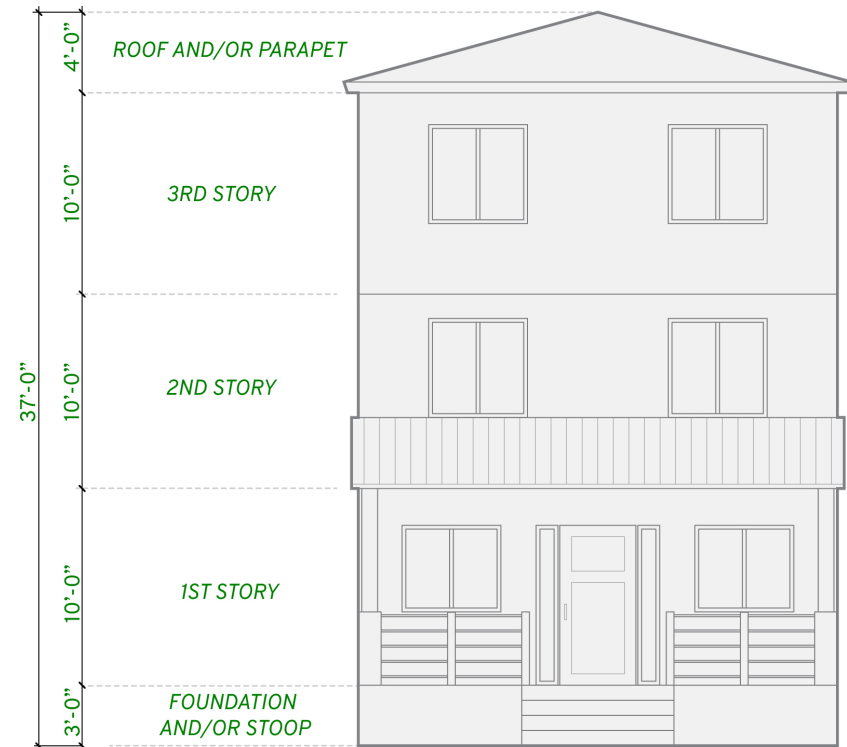 4'-0”
ROOF AND/OR PARAPET
10'-0”
3RD STORY
37'-0”
10'-0”
2ND STORY
10'-0”
1ST STORY
3'-0”
FOUNDATION
AND/OR STOOP